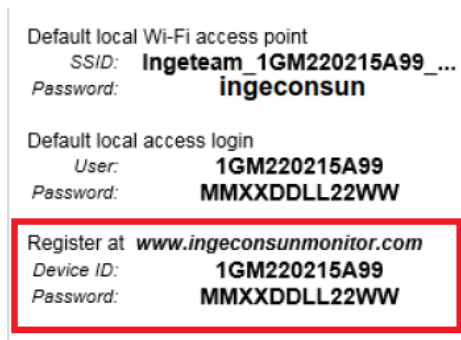 Default local Wi-Fi access point
SSID: Ingeteam_1GM220215A99_...
Password: ingeconsun
Default local access login
User: 1GM220215A99
Password: MMXXDDLL22WW
Register at www.ingeconsunmonitor.com
Device ID: 1GM220215A99
Password: MMXXDDLL22WW